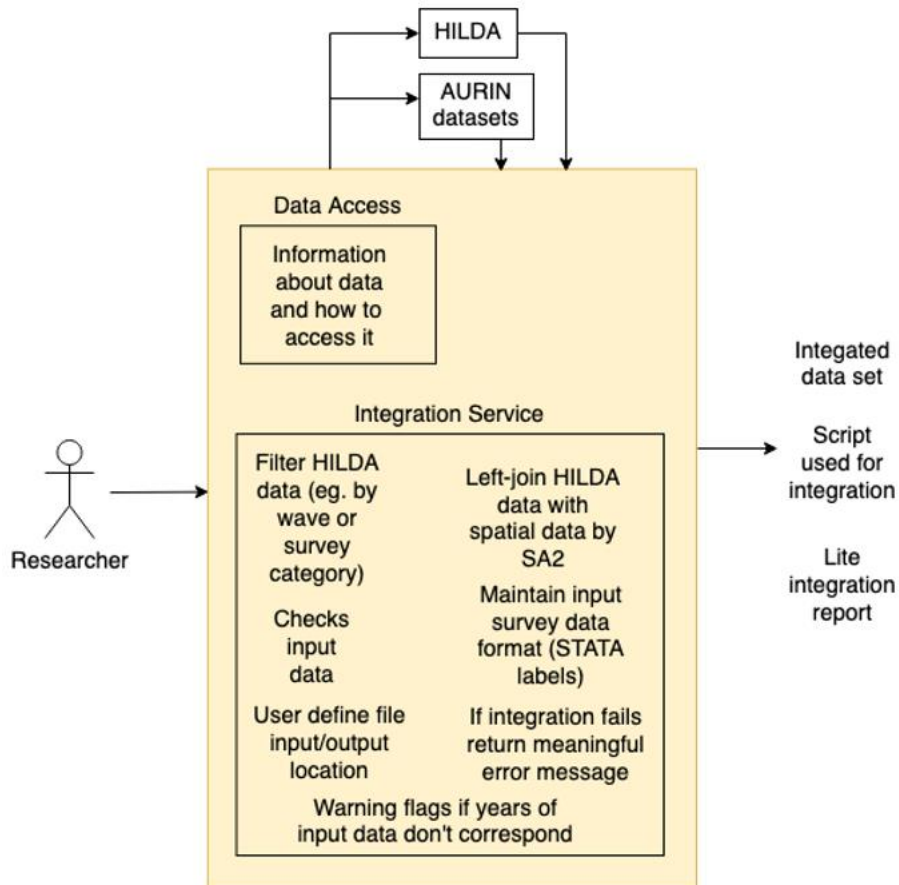 HILDA
AURIN
datasets
Data Access
Information
about data
and how to
access it
Integration Service
Filter HILDA
data (eg. by
wave or
survey
category)
Left-join HILDA
data with
spatial data by
SA2
Checks
input
data
Maintain input
survey data
format (STATA
labels)
User define file
input/output
location
If integration fails
return meaningful
error message
Warning flags if years of
input data don't correspond
Researcher
Integated
data set
Script
used for
integration
Lite
integration
report